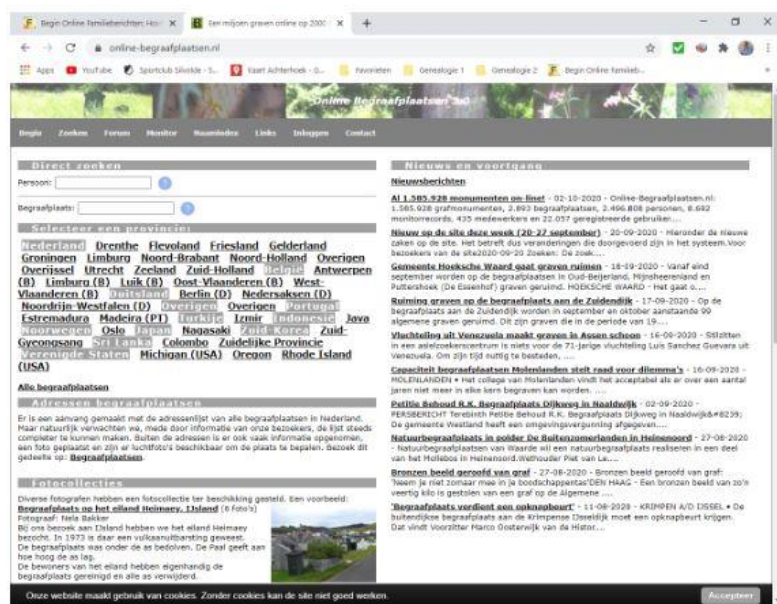 Begin Online Familieberichten: Ho
Een miljoen graven online op 2000
online-begraafplaatsen.nl
Apps YouTube Sportclub Silvolde - S... Kaart Achterhoek - G... Favorieten Genealogie 1 Genealogie 2 Begin Online Familieb...
Online Begraafplaatsen 3.0
Begin Zoeken Forum Monitor Naamindex Links Inloggen Contact
Direct zoeken
Persoon:
Begraafplaats:
Selecteer een provincie:
Nederland Drenthe Flevoland Friesland Gelderland
Groningen Limburg Noord-Brabant Noord-Holland Overigen
Overijssel Utrecht Zeeland Zuid-Holland België Antwerpen
(B) Limburg (B) Luik (B) Oost-Vlaanderen (B) West-
Vlaanderen (B) Duitsland Berlin (D) Nedersaksen (D)
Noordrijn-Westfalen (D) Overigen Overigen Portugal
Estremadura Madeira (PT) Turkije Izmir Indonesië Java
Noorwegen Oslo Japan Nagasaki Zuid-Korea Zuid-
Gyeongsang Sri Lanka Colombo Zuidelijke Provincie
Verenigde Staten Michigan (USA) Oregon Rhode Island
(USA)
Alle begraafplaatsen
Adressen begraafplaatsen
Er is een aanvang gemaakt met de adressenlijst van alle begraafplaatsen in Nederland.
Maar natuurlijk verwachten we, mede door informatie van onze bezoekers, de lijst steeds
completer te kunnen maken. Buiten de adressen is er ook vaak informatie opgenomen,
een foto geplaatst en zijn er luchtfoto's beschikbaar om de plaats te bepalen. Bezoek dit
gedeelte op: Begraafplaatsen.
Fotocollecties
Diverse fotografen hebben een fotocollectie ter beschikking gesteld. Een voorbeeld:
Begraafplaats op het eiland Heimaey, IJsland (6 foto's)
Fotograaf: Nela Bakker
Bij ons bezoek aan IJsland hebben we het eiland Heimaey
bezocht. In 1973 is daar een vulkaanuitbarsting geweest.
De begraafplaats was onder de as bedolven. De Paal geeft aan
hoe hoog de as lag.
De bewoners van het eiland hebben eigenhandig de
begraafplaats gereinigd en alle as verwijderd.
Nieuws en voortgang
Nieuwsberichten
Al 1.585.928 monumenten on-line! - 02-10-2020 - Online-Begraafplaatsen.nl:
1.585.928 grafmonumenten, 2.893 begraafplaatsen, 2.496.808 personen, 8.692
monitorrecords, 435 medewerkers en 22.057 geregistreerde gebruiker....
Nieuw op de site deze week (20-27 september) - 20-09-2020 - Hieronder de nieuwe
zaken op de site. Het betreft dus veranderingen die doorgevoerd zijn in het systeem.Voor
bezoekers van de site2020-09-20 Zoeken: De zoek....
Gemeente Hoeksche Waard gaat graven ruimen - 18-09-2020 - Vanaf eind
september worden op de begraafplaatsen in Oud-Beijerland, Mijnsheerenland en
Puttershoek (De Essenhof) graven geruimd. HOEKSCHE WAARD - Het gaat o....
Ruiming graven op de begraafplaats aan de Zuidendijk - 17-09-2020 - Op de
begraafplaats aan de Zuidendijk worden in september en oktober aanstaande 99
algemene graven geruimd. Dit zijn graven die in de periode van 19....
Vluchteling uit Venezuela maakt graven in Assen schoon - 16-09-2020 - Stilzitten
in een asielzoekerscentrum is niets voor de 71-jarige vluchteling Luis Sanchez Guevara uit
Venezuela. Om zijn tijd nuttig te besteden, ....
Capaciteit begraafplaatsen Molenlanden stelt raad voor dilemma's - 16-09-2020 -
MOLENLANDEN • Het college van Molenlanden vindt het acceptabel als er over een aantal
jaren niet meer in elke kern begraven kan worden. ....
Petitie Behoud R.K. Begraafplaats Dijkweg in Naaldwijk - 02-09-2020 -
PERSBERICHT Terebinth Petitie Behoud R.K. Begraafplaats Dijkweg in Naaldwijk&#8239;
De gemeente Westland heeft een omgevingsvergunning afgegeven....
Natuurbegraafplaats in polder De Buitenzomerlanden in Heinenoord - 27-08-2020
- Natuurbegraafplaatsen van Waarde wil een natuurbegraafplaats realiseren in een deel
van het Hellebos in Heinenoord.Wethouder Piet van Le....
Bronzen beeld geroofd van graf - 27-08-2020 - Bronzen beeld geroofd van graf:
'Neem je niet zomaar mee in je boodschappentas'DEN HAAG - Een bronzen beeld van zo'n
veertig kilo is gestolen van een graf op de Algemene ....
'Begraafplaats verdient een opknapbeurt' - 11-08-2020 - KRIMPEN A/D IJSSEL • De
buitendijkse begraafplaats aan de Krimpense IJsseldijk moet een opknapbeurt krijgen.
Dat vindt Voorzitter Marco Oosterwijk van de Histor....
Onze website maakt gebruik van cookies. Zonder cookies kan de site niet goed werken.
Accepteer